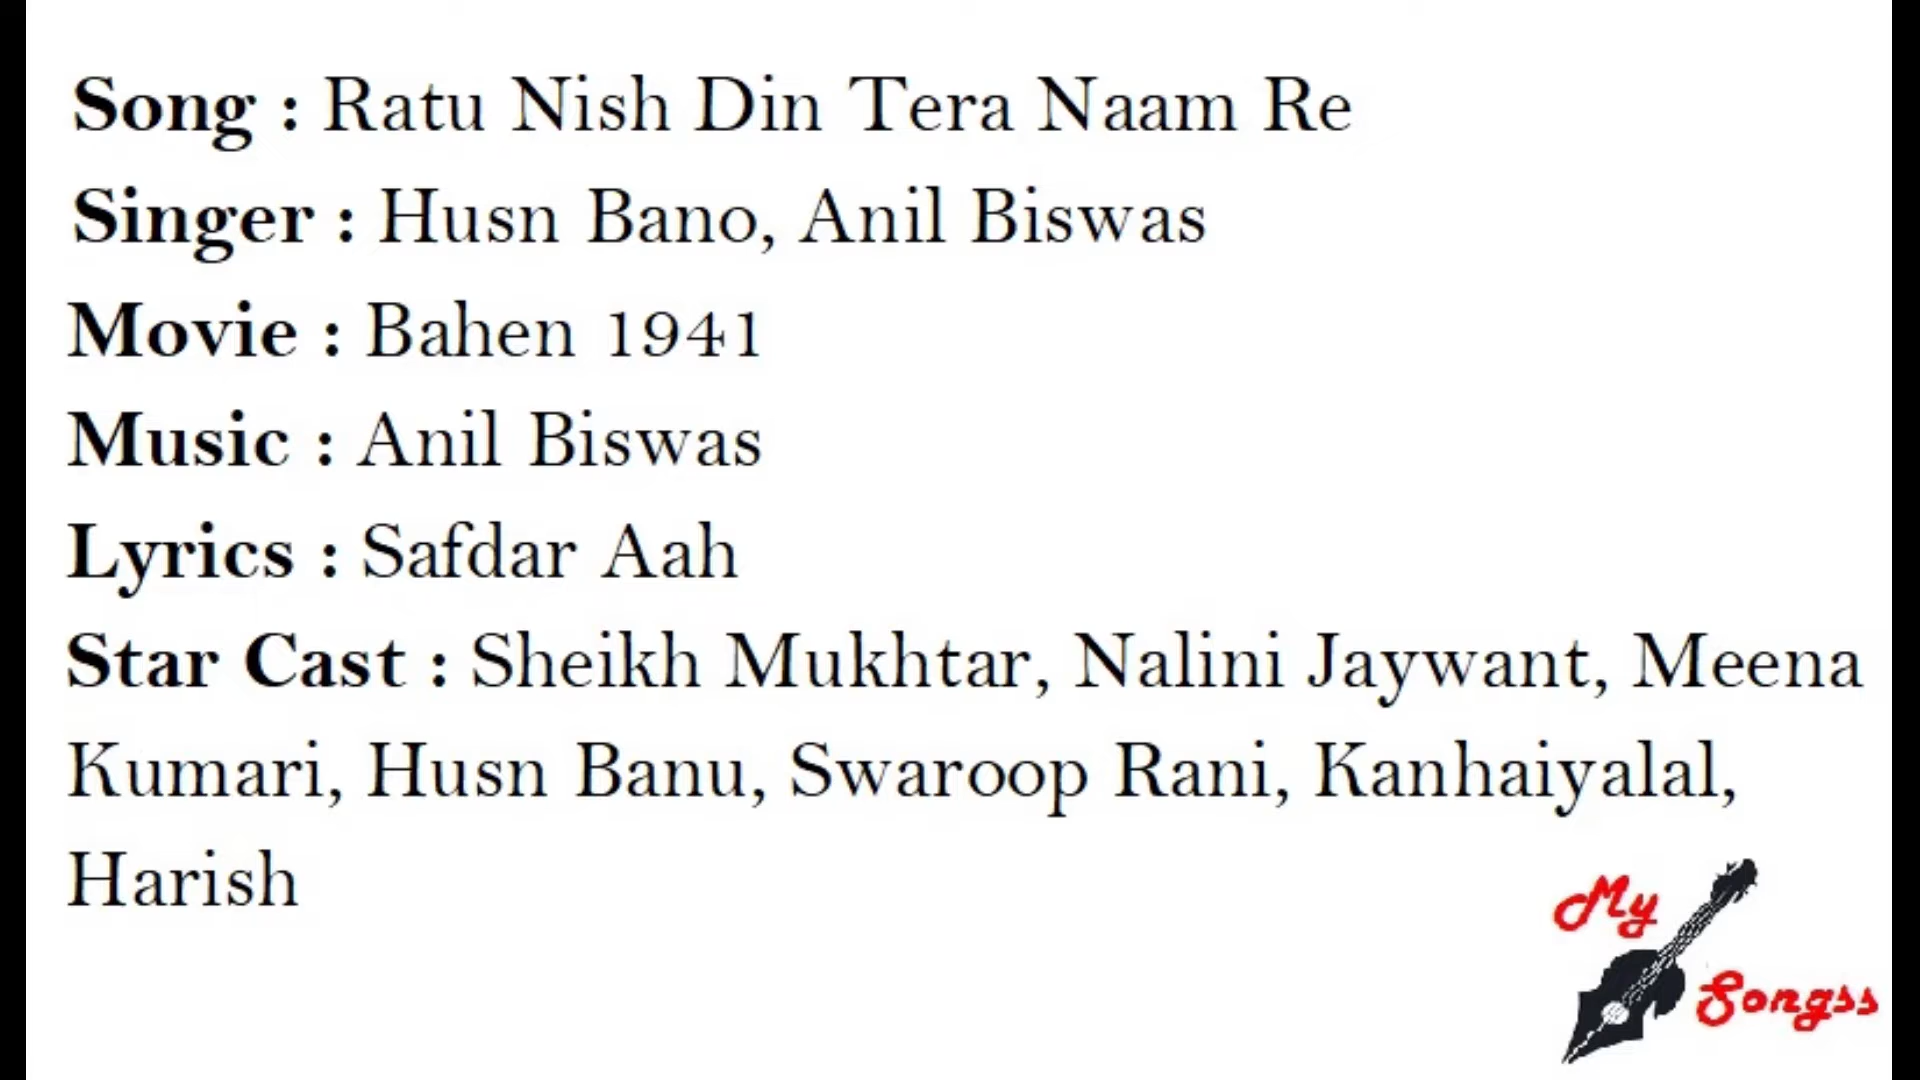 Song : Ratu Nish Din Tera Naam Re
Singer : Husn Bano, Anil Biswas
Movie : Bahen 1941
Music : Anil Biswas
Lyrics : Safdar Aah
Star Cast : Sheikh Mukhtar, Nalini Jaywant, Meena
Kumari, Husn Banu, Swaroop Rani, Kanhaiyalal,
Harish
My
Songss